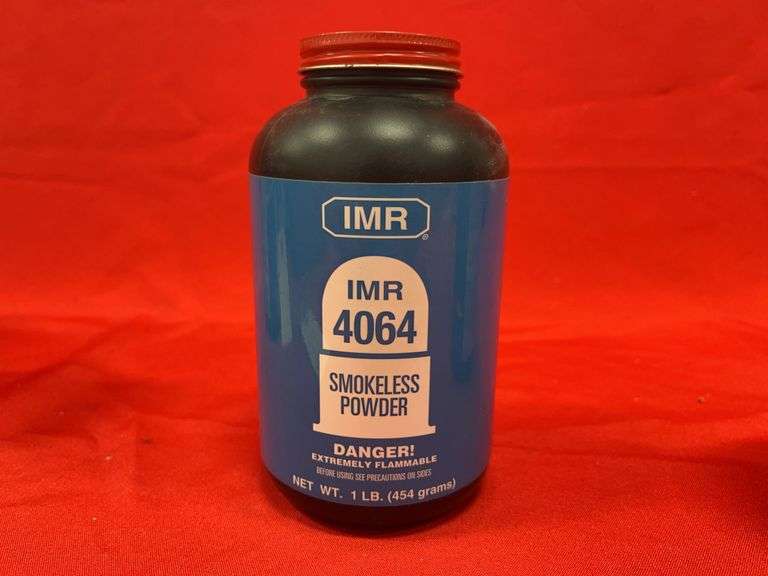 IMR
IMR
4064
SMOKELESS
POWDER
DANGER!
EXTREMELY FLAMMABLE
BEFORE USING SEE PRECAUTIONS ON SIDES
NET WT. 1 LB. (454 grams)